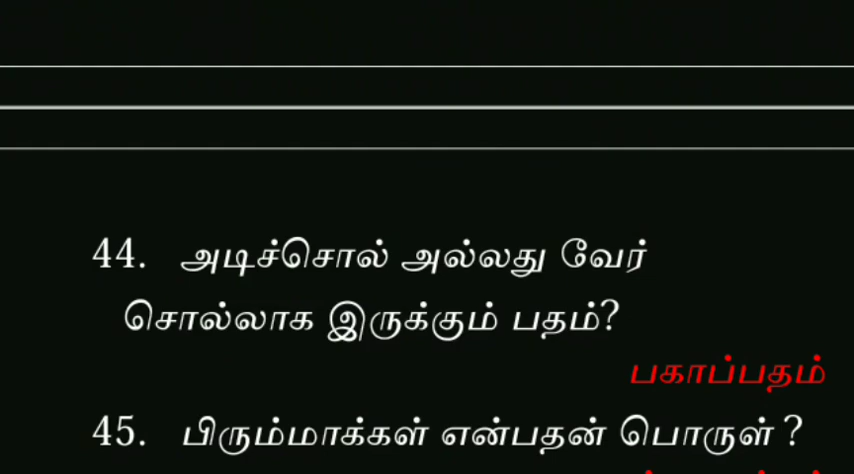 44. அடிச்சொல் அல்லது வேர்
சொல்லாக இருக்கும் பதம்?
பகாப்பதம்
45. பிரும்மாக்கள் என்பதன் பொருள் ?